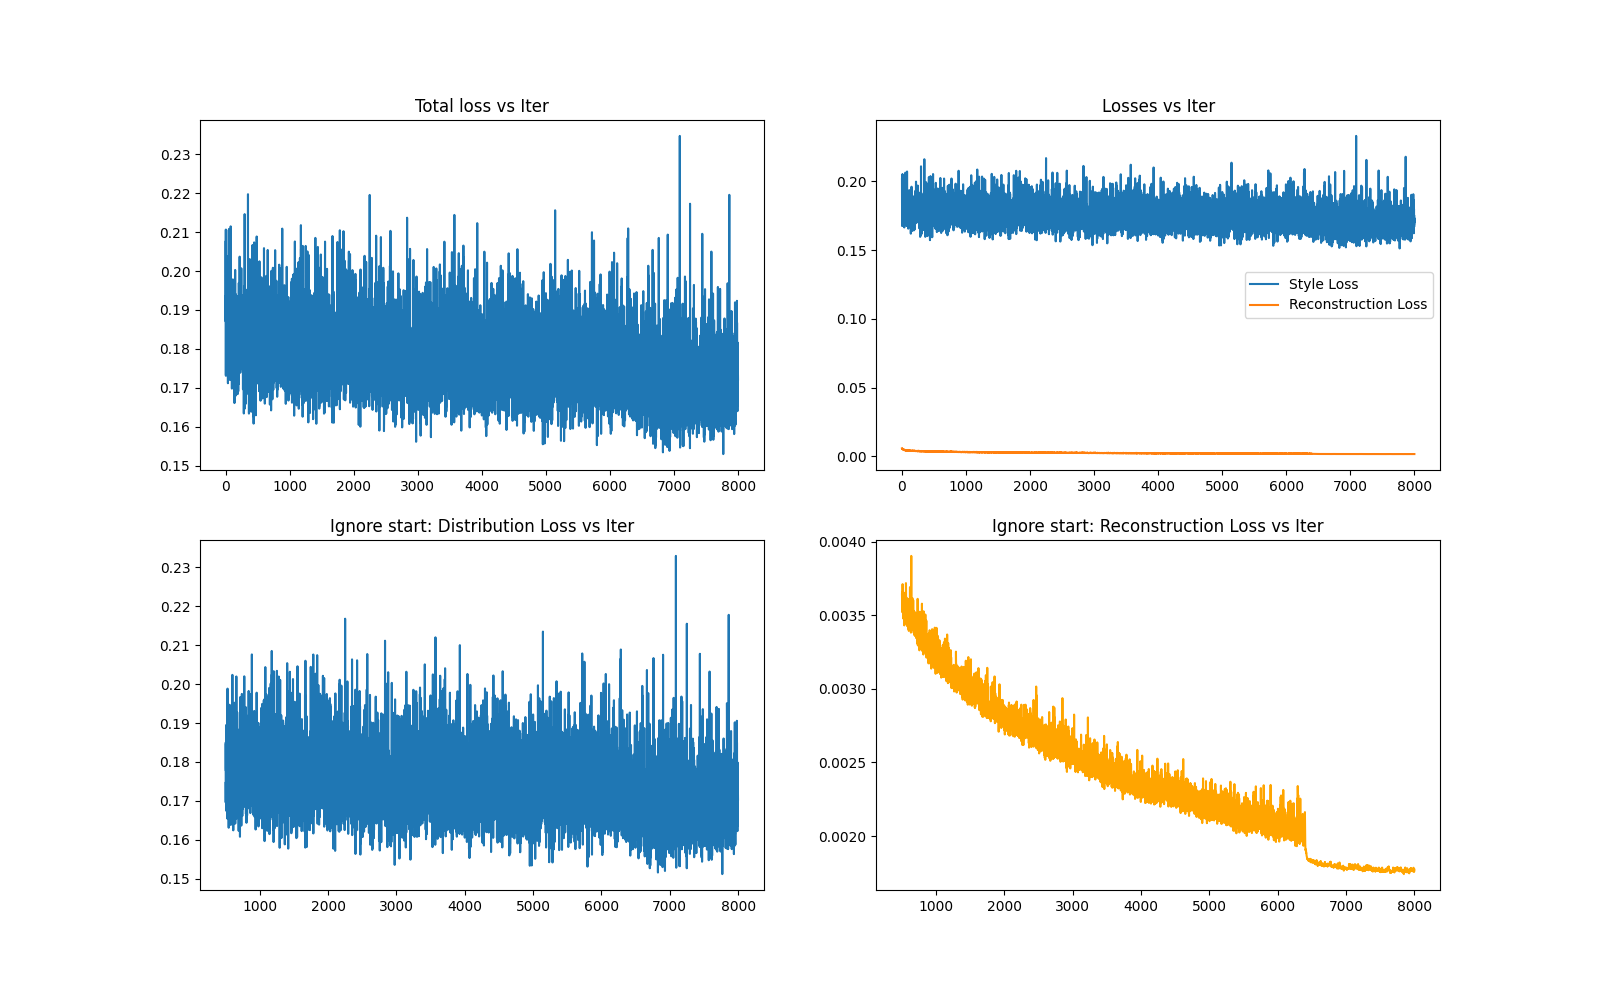 Total loss vs Iter
0.23
0.22
0.21
0.20
0.19
0.18
0.17
0.16
0.15
0 1000 2000 3000 4000 5000 6000 7000 8000
Losses vs Iter
0.20
0.15
0.10
0.05
0.00
Style Loss
Reconstruction Loss
0 1000 2000 3000 4000 5000 6000 7000 8000
Ignore start: Distribution Loss vs Iter
0.23
0.22
0.21
0.20
0.19
0.18
0.17
0.16
0.15
1000 2000 3000 4000 5000 6000 7000 8000
Ignore start: Reconstruction Loss vs Iter
0.0040
0.0035
0.0030
0.0025
0.0020
1000 2000 3000 4000 5000 6000 7000 8000